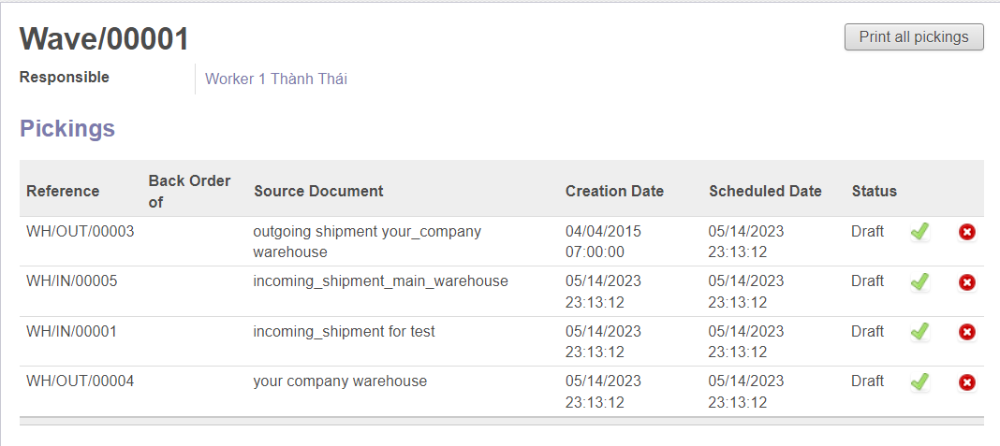 Wave/00001
Print all pickings
Responsible
Worker 1 Thành Thái
Pickings
Reference Back Order of Source Document Creation Date Scheduled Date Status
WH/OUT/00003 outgoing shipment your_company warehouse 04/04/2015 07:00:00 05/14/2023 23:13:12 Draft
WH/IN/00005 incoming_shipment_main_warehouse 05/14/2023 23:13:12 05/14/2023 23:13:12 Draft
WH/IN/00001 incoming_shipment for test 05/14/2023 23:13:12 05/14/2023 23:13:12 Draft
WH/OUT/00004 your company warehouse 05/14/2023 23:13:12 05/14/2023 23:13:12 Draft